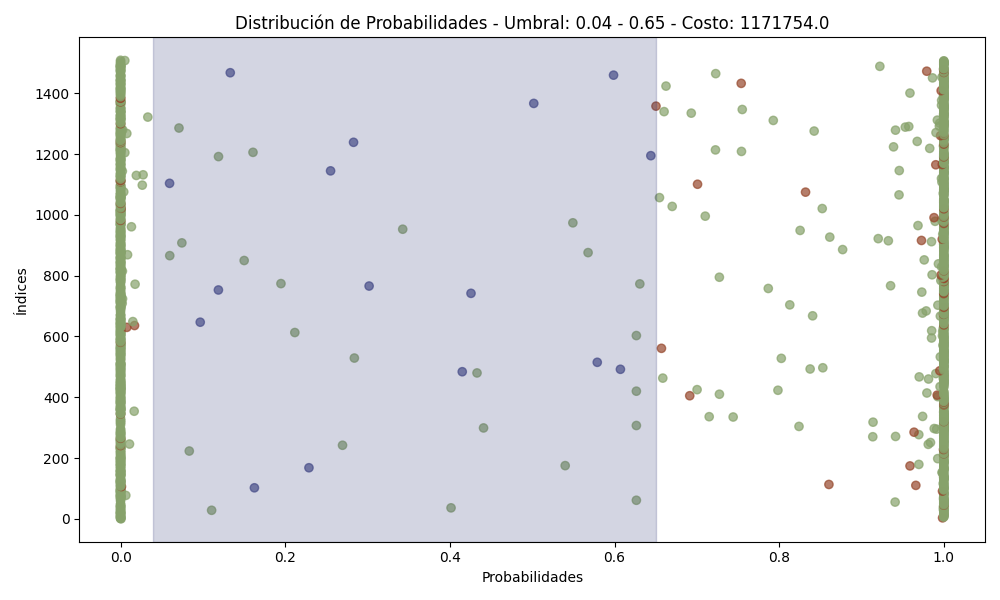 Distribución de Probabilidades - Umbral: 0.04 - 0.65 - Costo: 1171754.0
Índices
1400
1200
1000
800
600
400
200
0
0.0 0.2 0.4 0.6 0.8 1.0
Probabilidades